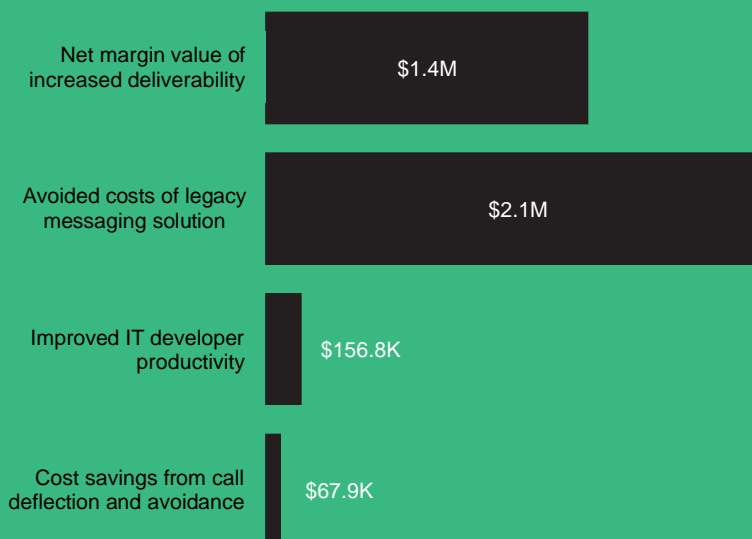 Net margin value of
increased deliverability
$1.4M
Avoided costs of legacy
messaging solution
$2.1M
Improved IT developer
productivity
$156.8K
Cost savings from call
deflection and avoidance
$67.9K